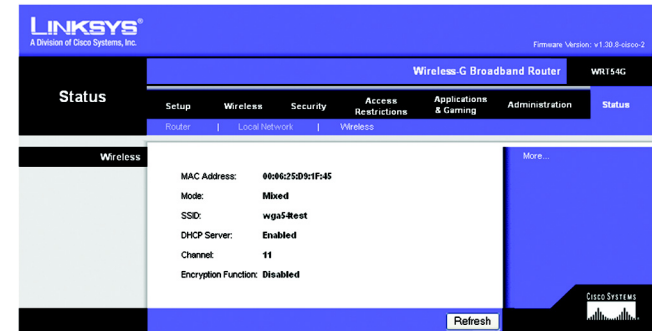 LINKSYS®
A Division of Cisco Systems, Inc.
Firmware Version: v1.30.8-cisco-2
Wireless-G Broadband Router WRT54G
Status
Setup Wireless Security Access Restrictions Applications & Gaming Administration Status
Router | Local Network | Wireless
Wireless
More...
MAC Address: 00:06:25:D9:1F:45
Mode: Mixed
SSID: wga54test
DHCP Server: Enabled
Channel: 11
Encryption Function: Disabled
CISCO SYSTEMS
Refresh